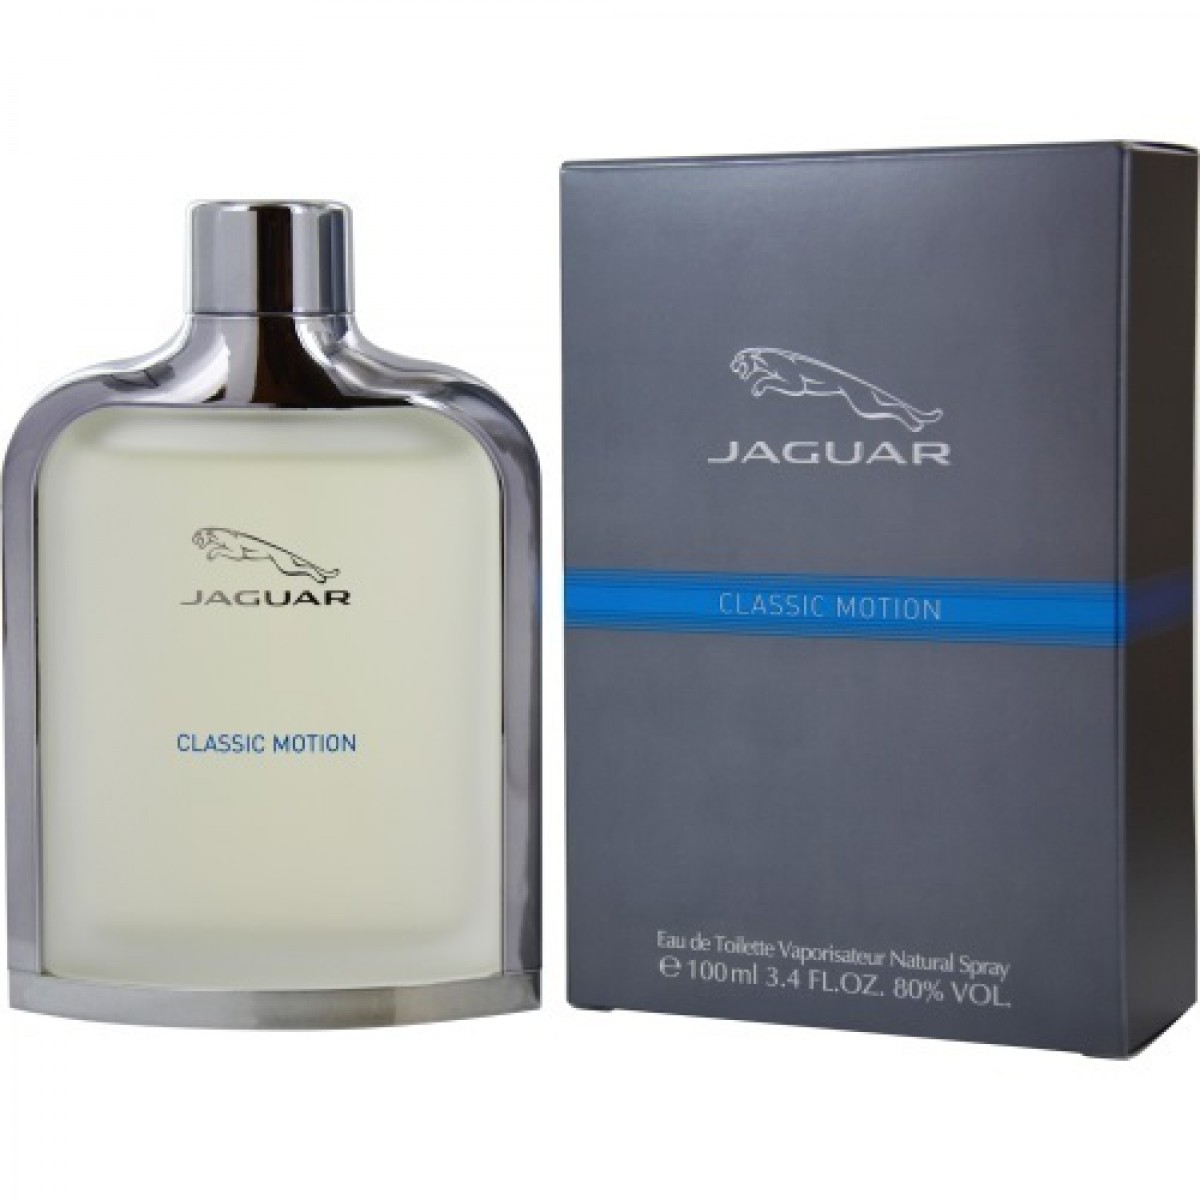 JAGUAR
CLASSIC MOTION
JAGUAR
CLASSIC MOTION
Eau de Toilette Vaporisateur Natural Spray
℮ 100 ml 3.4 FL.OZ. 80% VOL.